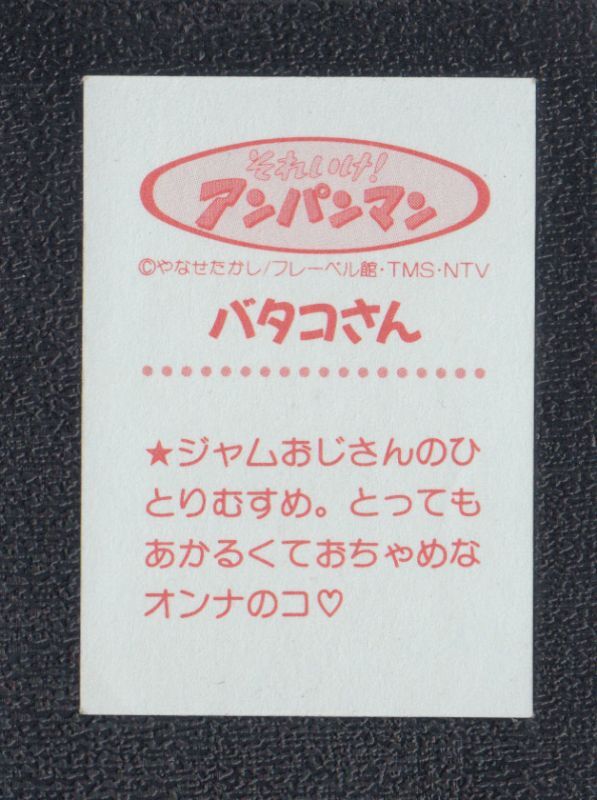 それいけ!
アンパンマン
©やなせたかし/フレーベル館・TMS・NTV
バタコさん
★ジャムおじさんのひ
とりむすめ。とっても
あかるくておちゃめな
オンナのコ♡